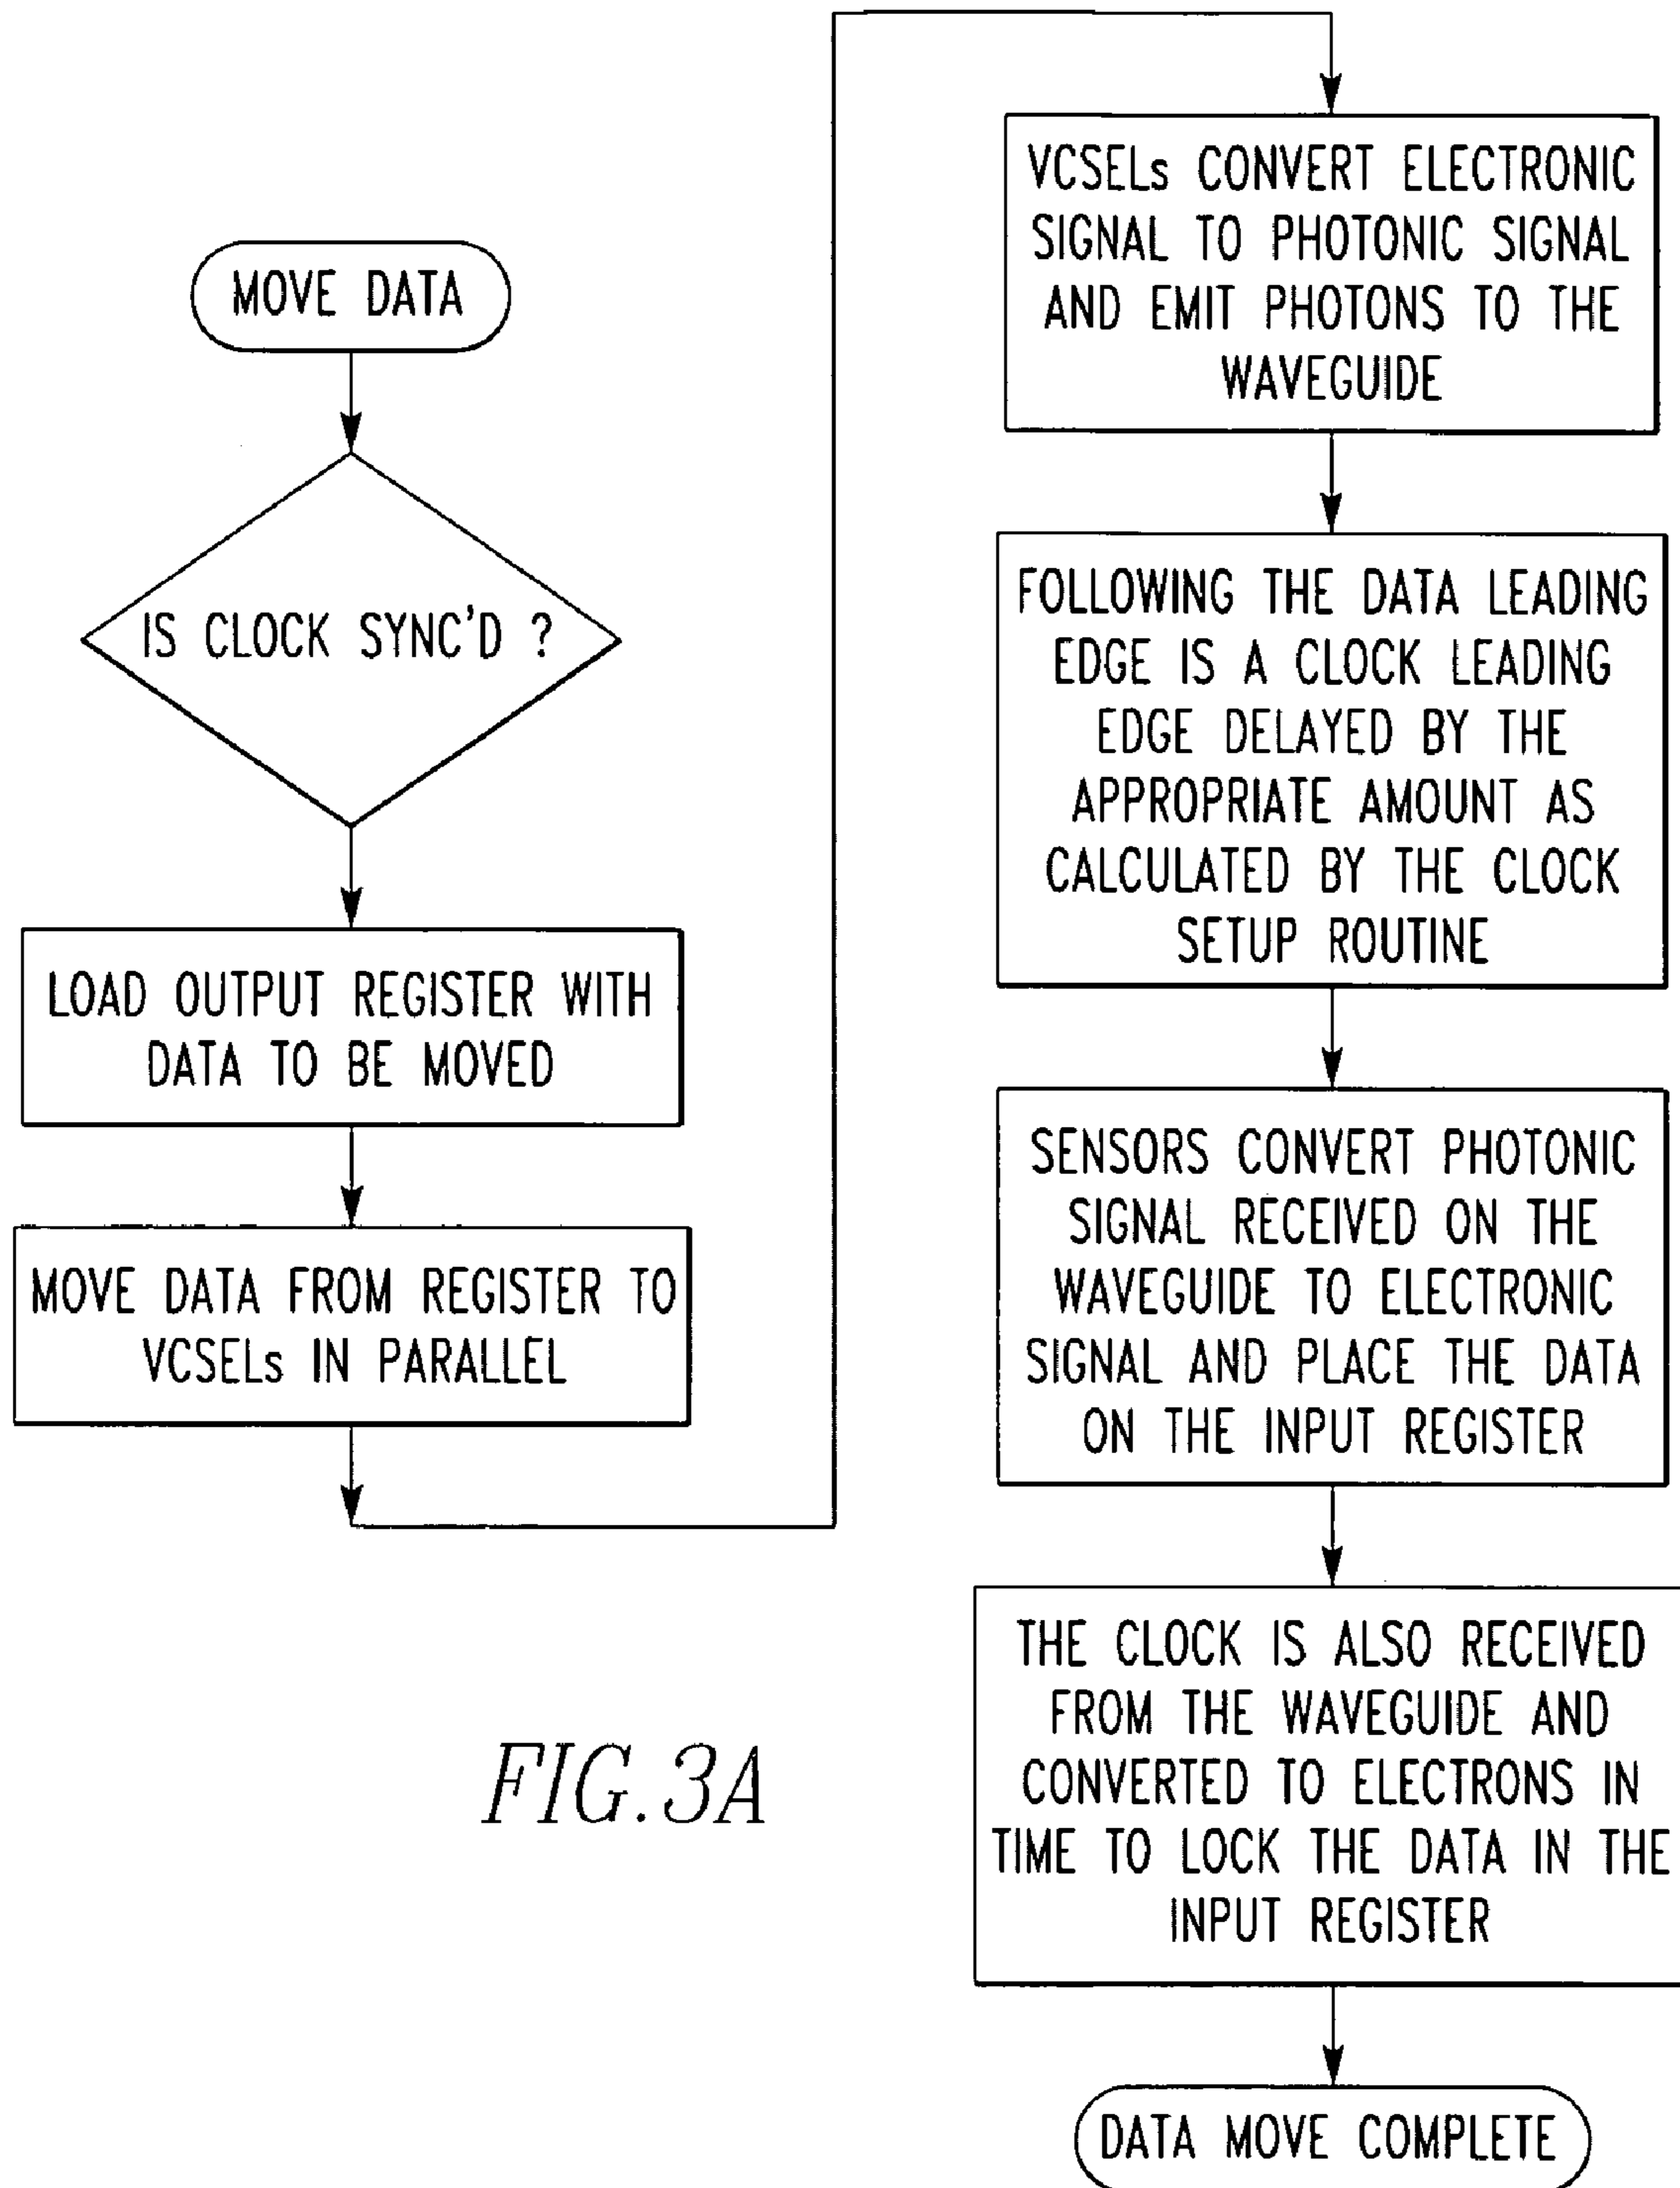 MOVE DATA
IS CLOCK SYNC'D ?
LOAD OUTPUT REGISTER WITH
DATA TO BE MOVED
MOVE DATA FROM REGISTER TO
VCSELs IN PARALLEL
VCSELs CONVERT ELECTRONIC
SIGNAL TO PHOTONIC SIGNAL
AND EMIT PHOTONS TO THE
WAVEGUIDE
FOLLOWING THE DATA LEADING
EDGE IS A CLOCK LEADING
EDGE DELAYED BY THE
APPROPRIATE AMOUNT AS
CALCULATED BY THE CLOCK
SETUP ROUTINE
SENSORS CONVERT PHOTONIC
SIGNAL RECEIVED ON THE
WAVEGUIDE TO ELECTRONIC
SIGNAL AND PLACE THE DATA
ON THE INPUT REGISTER
THE CLOCK IS ALSO RECEIVED
FROM THE WAVEGUIDE AND
CONVERTED TO ELECTRONS IN
TIME TO LOCK THE DATA IN THE
INPUT REGISTER
DATA MOVE COMPLETE
FIG.3A